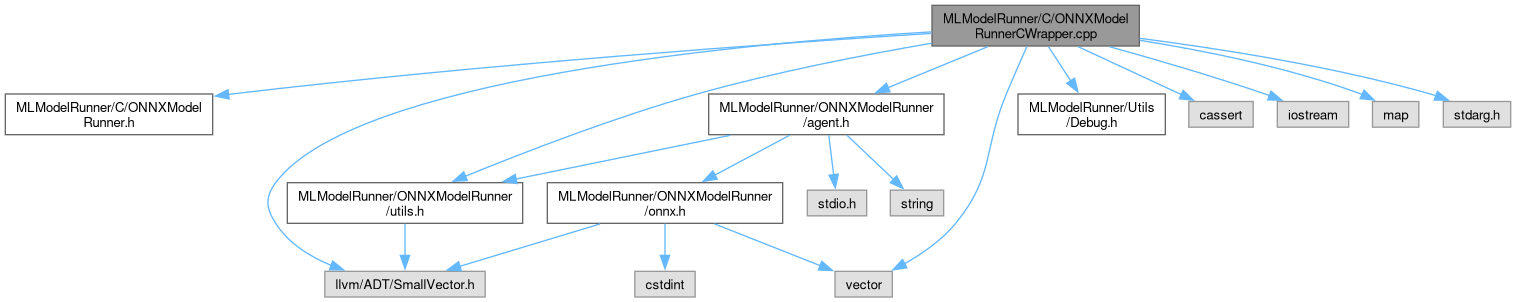 MLModelRunner/C/ONNXModel
RunnerCWrapper.cpp
MLModelRunner/C/ONNXModel
Runner.h
MLModelRunner/ONNXModelRunner
/agent.h
MLModelRunner/Utils
/Debug.h
cassert
iostream
map
stdarg.h
MLModelRunner/ONNXModelRunner
/utils.h
MLModelRunner/ONNXModelRunner
/onnx.h
stdio.h
string
llvm/ADT/SmallVector.h
cstdint
vector